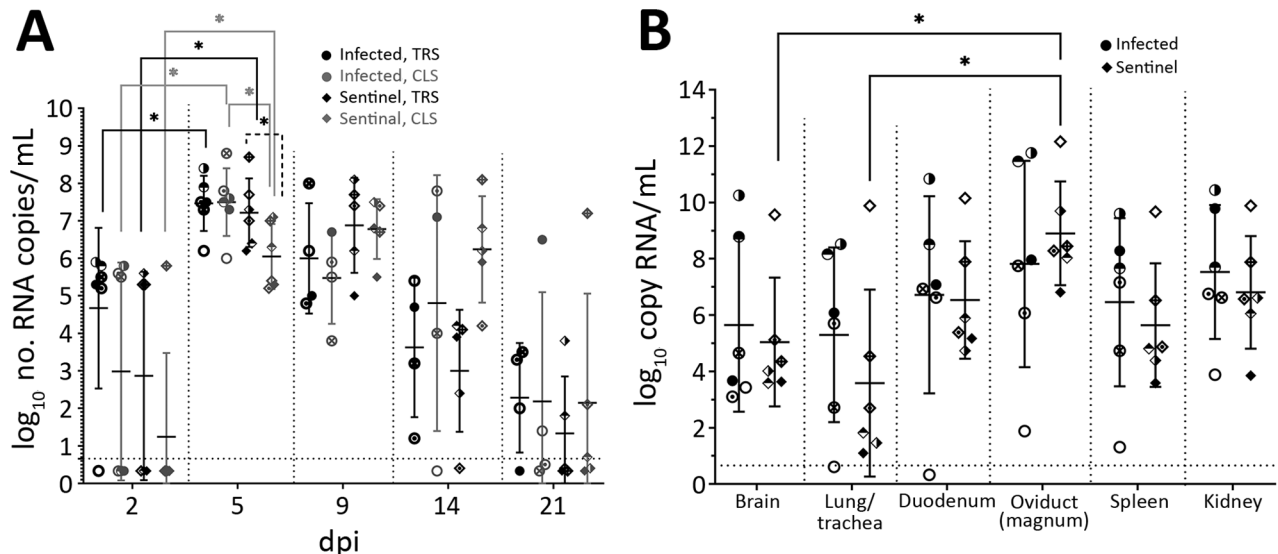 A
Infected, TRS
Infected, CLS
Sentinel, TRS
Sentinal, CLS
* * * * * *
log10 no. RNA copies/mL
10
9
8
7
6
5
4
3
2
1
0
2 5 9 14 21
dpi
B
Infected
Sentinel
* *
log10 copy RNA/mL
14
12
10
8
6
4
2
0
Brain Lung/ Duodenum Oviduct Spleen Kidney
trachea (magnum)